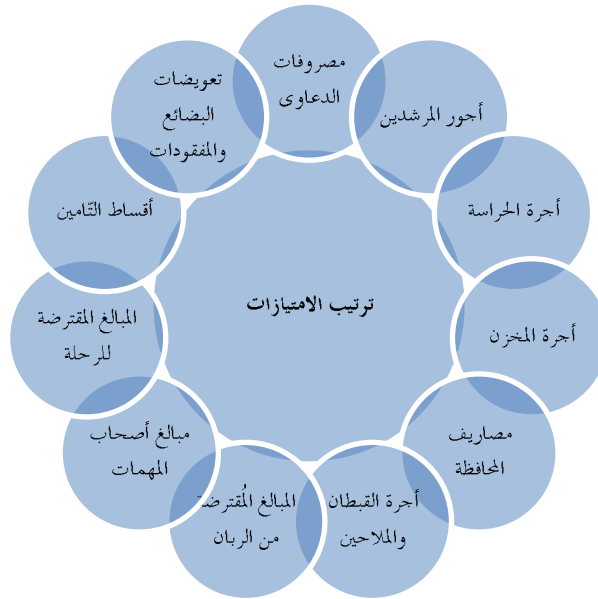 ترتيب الامتيازات
مصروفات
الدعاوى
أجور المرشدين
أجرة الحراسة
أجرة المخزن
مصاريف
المحافظة
أجرة القبطان
والملاحين
المبالغ المُقترضة
من الربان
مبالغ أصحاب
المهمات
المبالغ المقترضة
للرحلة
أقساط التّامين
تعويضات
البضائع
والمفقودات